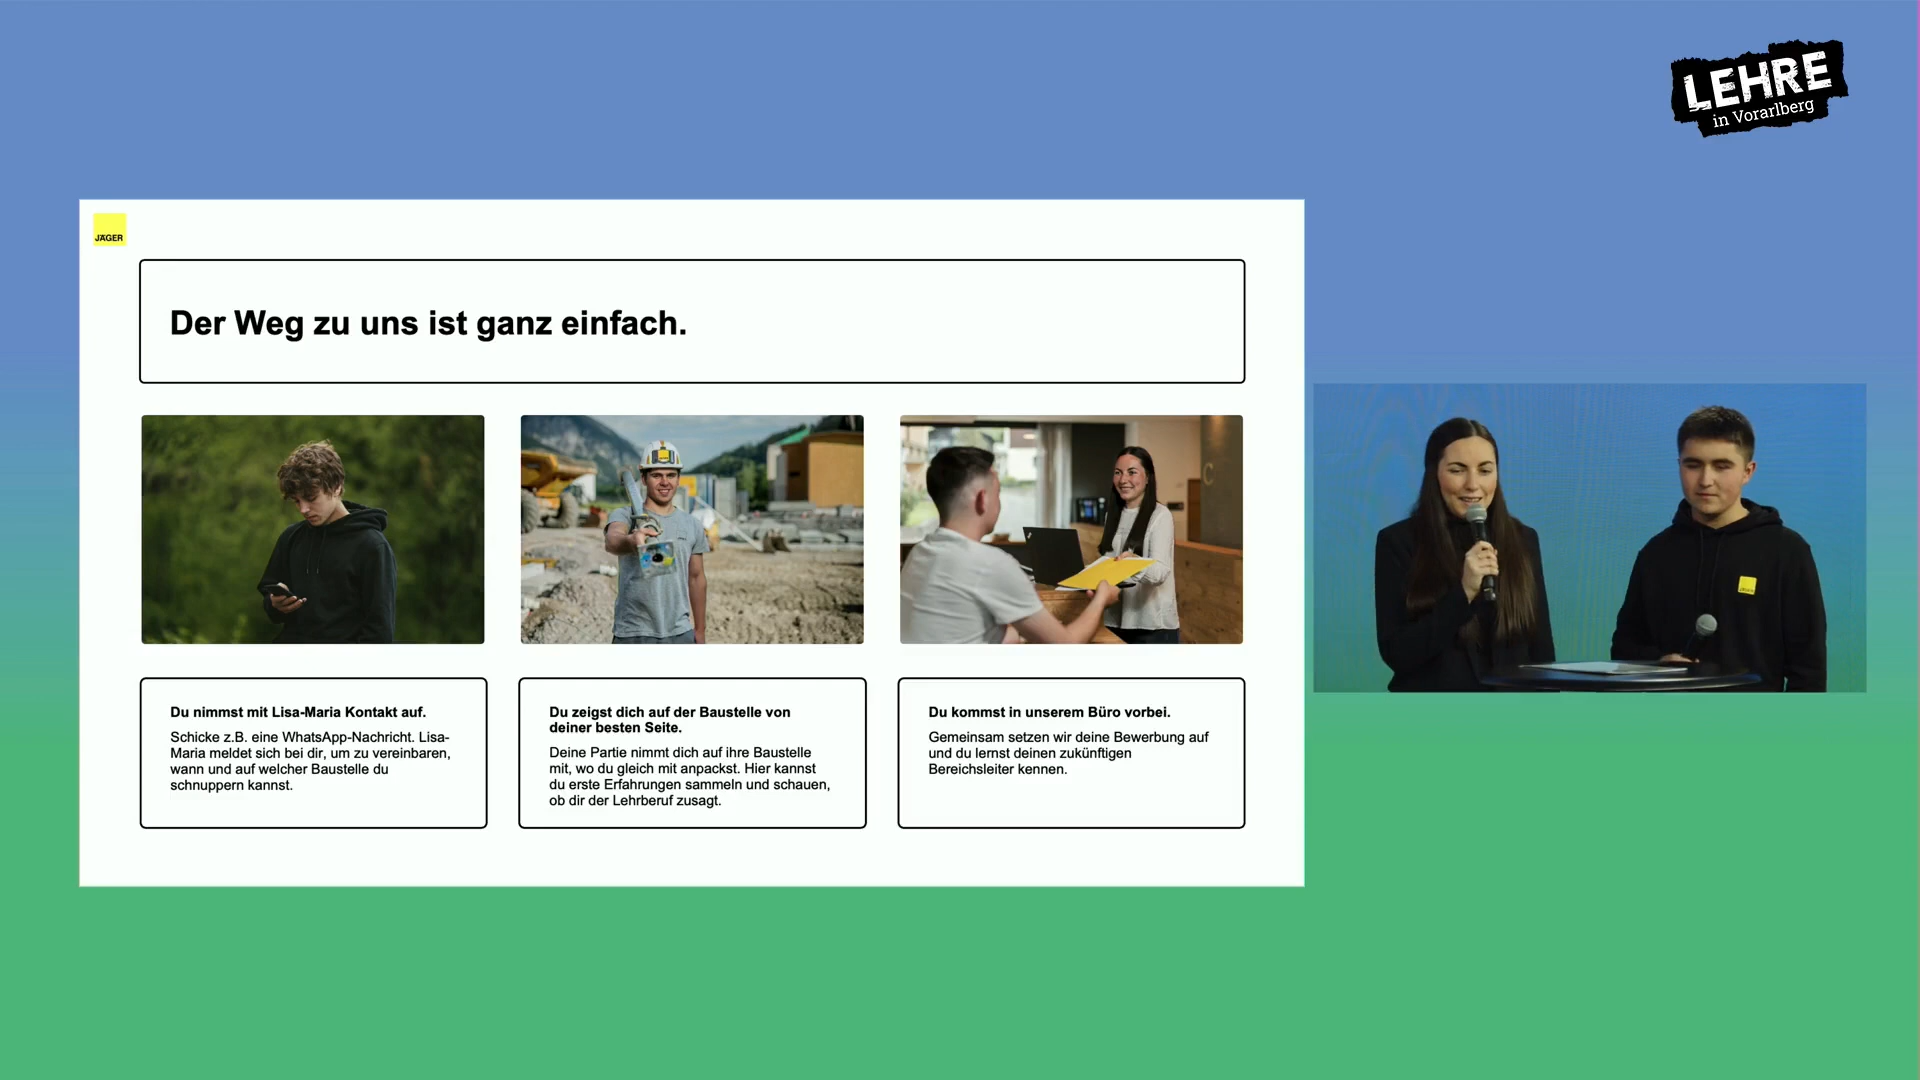 LEHRE
in Vorarlberg
JÄGER
Der Weg zu uns ist ganz einfach.
Du nimmst mit Lisa-Maria Kontakt auf.
Schicke z.B. eine WhatsApp-Nachricht. Lisa-
Maria meldet sich bei dir, um zu vereinbaren,
wann und auf welcher Baustelle du
schnuppern kannst.
Du zeigst dich auf der Baustelle von
deiner besten Seite.
Deine Partie nimmt dich auf ihre Baustelle
mit, wo du gleich mit anpackst. Hier kannst
du erste Erfahrungen sammeln und schauen,
ob dir der Lehrberuf zusagt.
Du kommst in unserem Büro vorbei.
Gemeinsam setzen wir deine Bewerbung auf
und du lernst deinen zukünftigen
Bereichsleiter kennen.